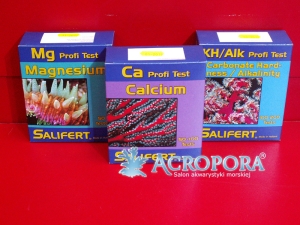 Mg Profi Test
Magnesium
SALIFERT
Ca Profi Test
Calcium
SALIFERT
KH/Alk Profi Test
Carbonate Hard-
ness / Alkalinity
SALIFERT
ACROPORA®
Salon akwarystyki morskiej